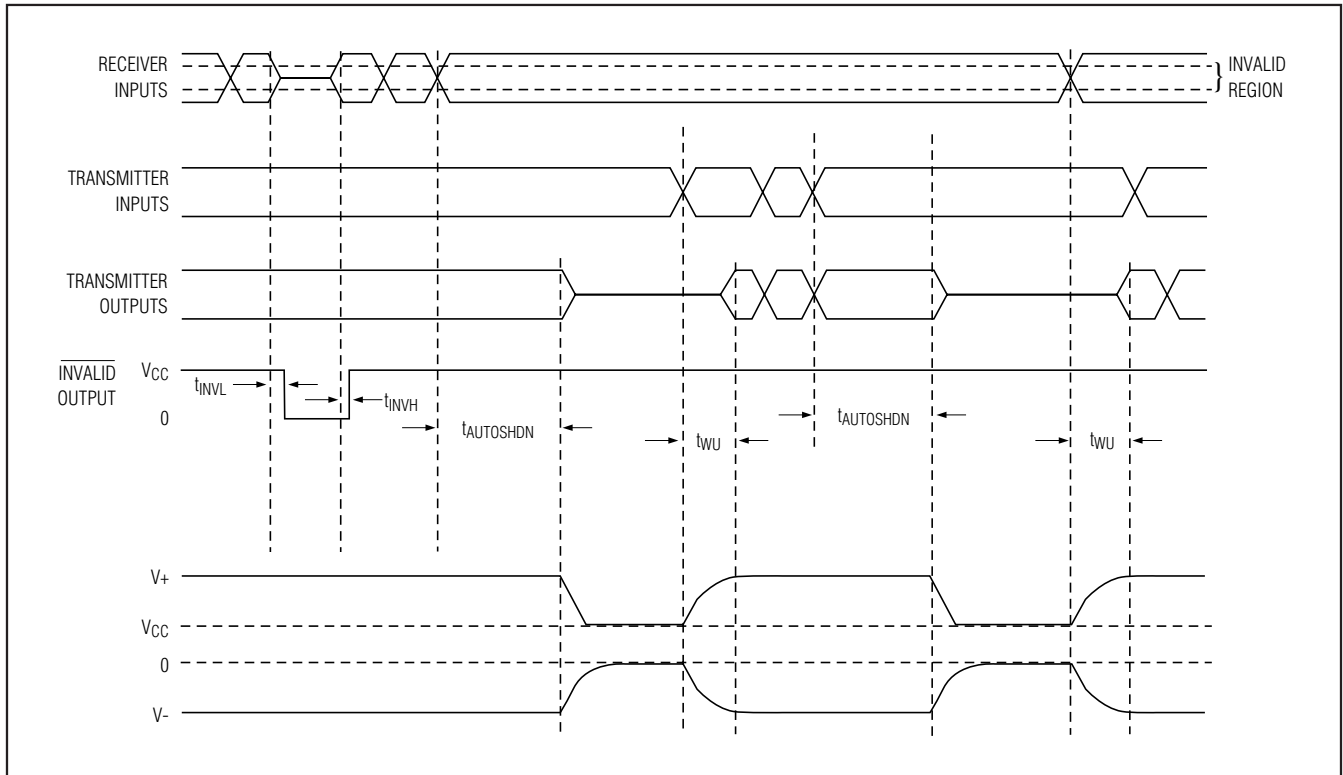 RECEIVER
INPUTS
INVALID
REGION
TRANSMITTER
INPUTS
TRANSMITTER
OUTPUTS
INVALID
OUTPUT
VCC
0
tINVL
tINVH
tAUTOSHDN
tWU
tAUTOSHDN
tWU
V+
VCC
0
V-